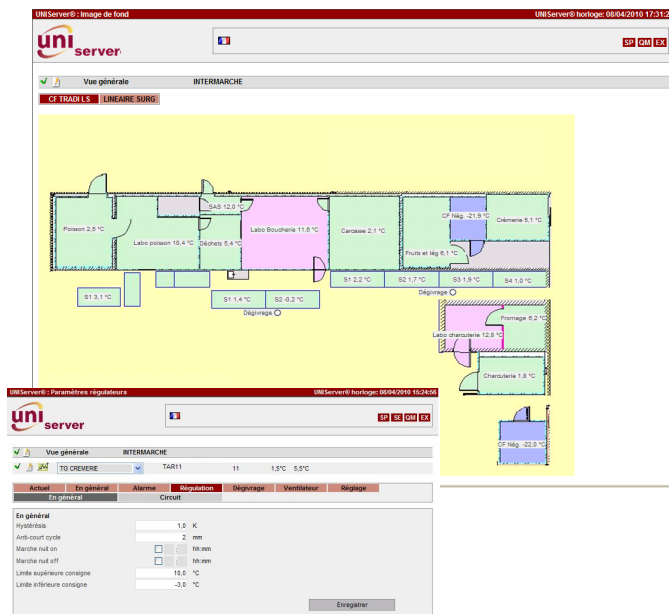 UNIServer® : Image de fond
UNIServer® horloge: 08/04/2010 17:31:2
uni
server
SP QM EX
Vue générale INTERMARCHE
CF TRADI LS LINEAIRE SURG
SAS 12,0 °C
CF Nég. -21,9 °C
Crèmerie 5,1 °C
Poisson 2,5 °C
Labo Boucherie 11,6 °C
Carcasse 2,1 °C
Labo poisson 10,4 °C
Déchets 5,4 °C
Fruits et lég 6,1 °C
S1 2,2 °C S2 1,7 °C S3 1,9 °C S4 1,0 °C
Dégivrage
S1 3,1 °C
S1 1,4 °C S2 -0,2 °C
Dégivrage
Fromage 6,2 °C
Labo charcuterie 12,8 °C
Charcuterie 1,8 °C
CF Nég. -22,0 °C
UNIServer® : Paramètres régulateurs
UNIServer® horloge: 08/04/2010 15:24:56
uni
server
SP SE QM EX
Vue générale INTERMARCHE
TG CREMERIE TAR11 11 1,5°C 5,5°C
Actuel En général Alarme Régulation Dégivrage Ventilateur Réglage
En général Circuit
En général
Hystérésis 1,0 K
Anti-court cycle 2 mm
Marche nuit on : hh:mm
Marche nuit off : hh:mm
Limite supérieure consigne 10,0 °C
Limite inférieure consigne -3,0 °C
Enregistrer